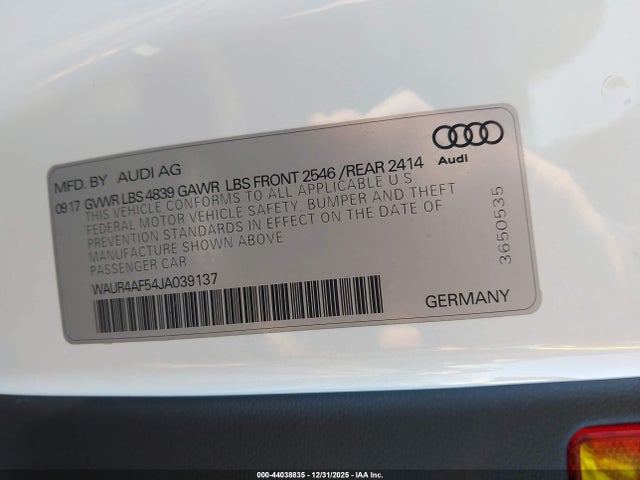 MFD. BY AUDI AG
Audi
09 17 GVWR LBS 4839 GAWR LBS FRONT 2546 /REAR 2414
THIS VEHICLE CONFORMS TO ALL APPLICABLE U.S.
FEDERAL MOTOR VEHICLE SAFETY, BUMPER AND THEFT
PREVENTION STANDARDS IN EFFECT ON THE DATE OF
MANUFACTURE SHOWN ABOVE
PASSENGER CAR
WAUR4AF54JA039137
GERMANY
3650535
000-44038835 - 12/31/2025 - IAA Inc.